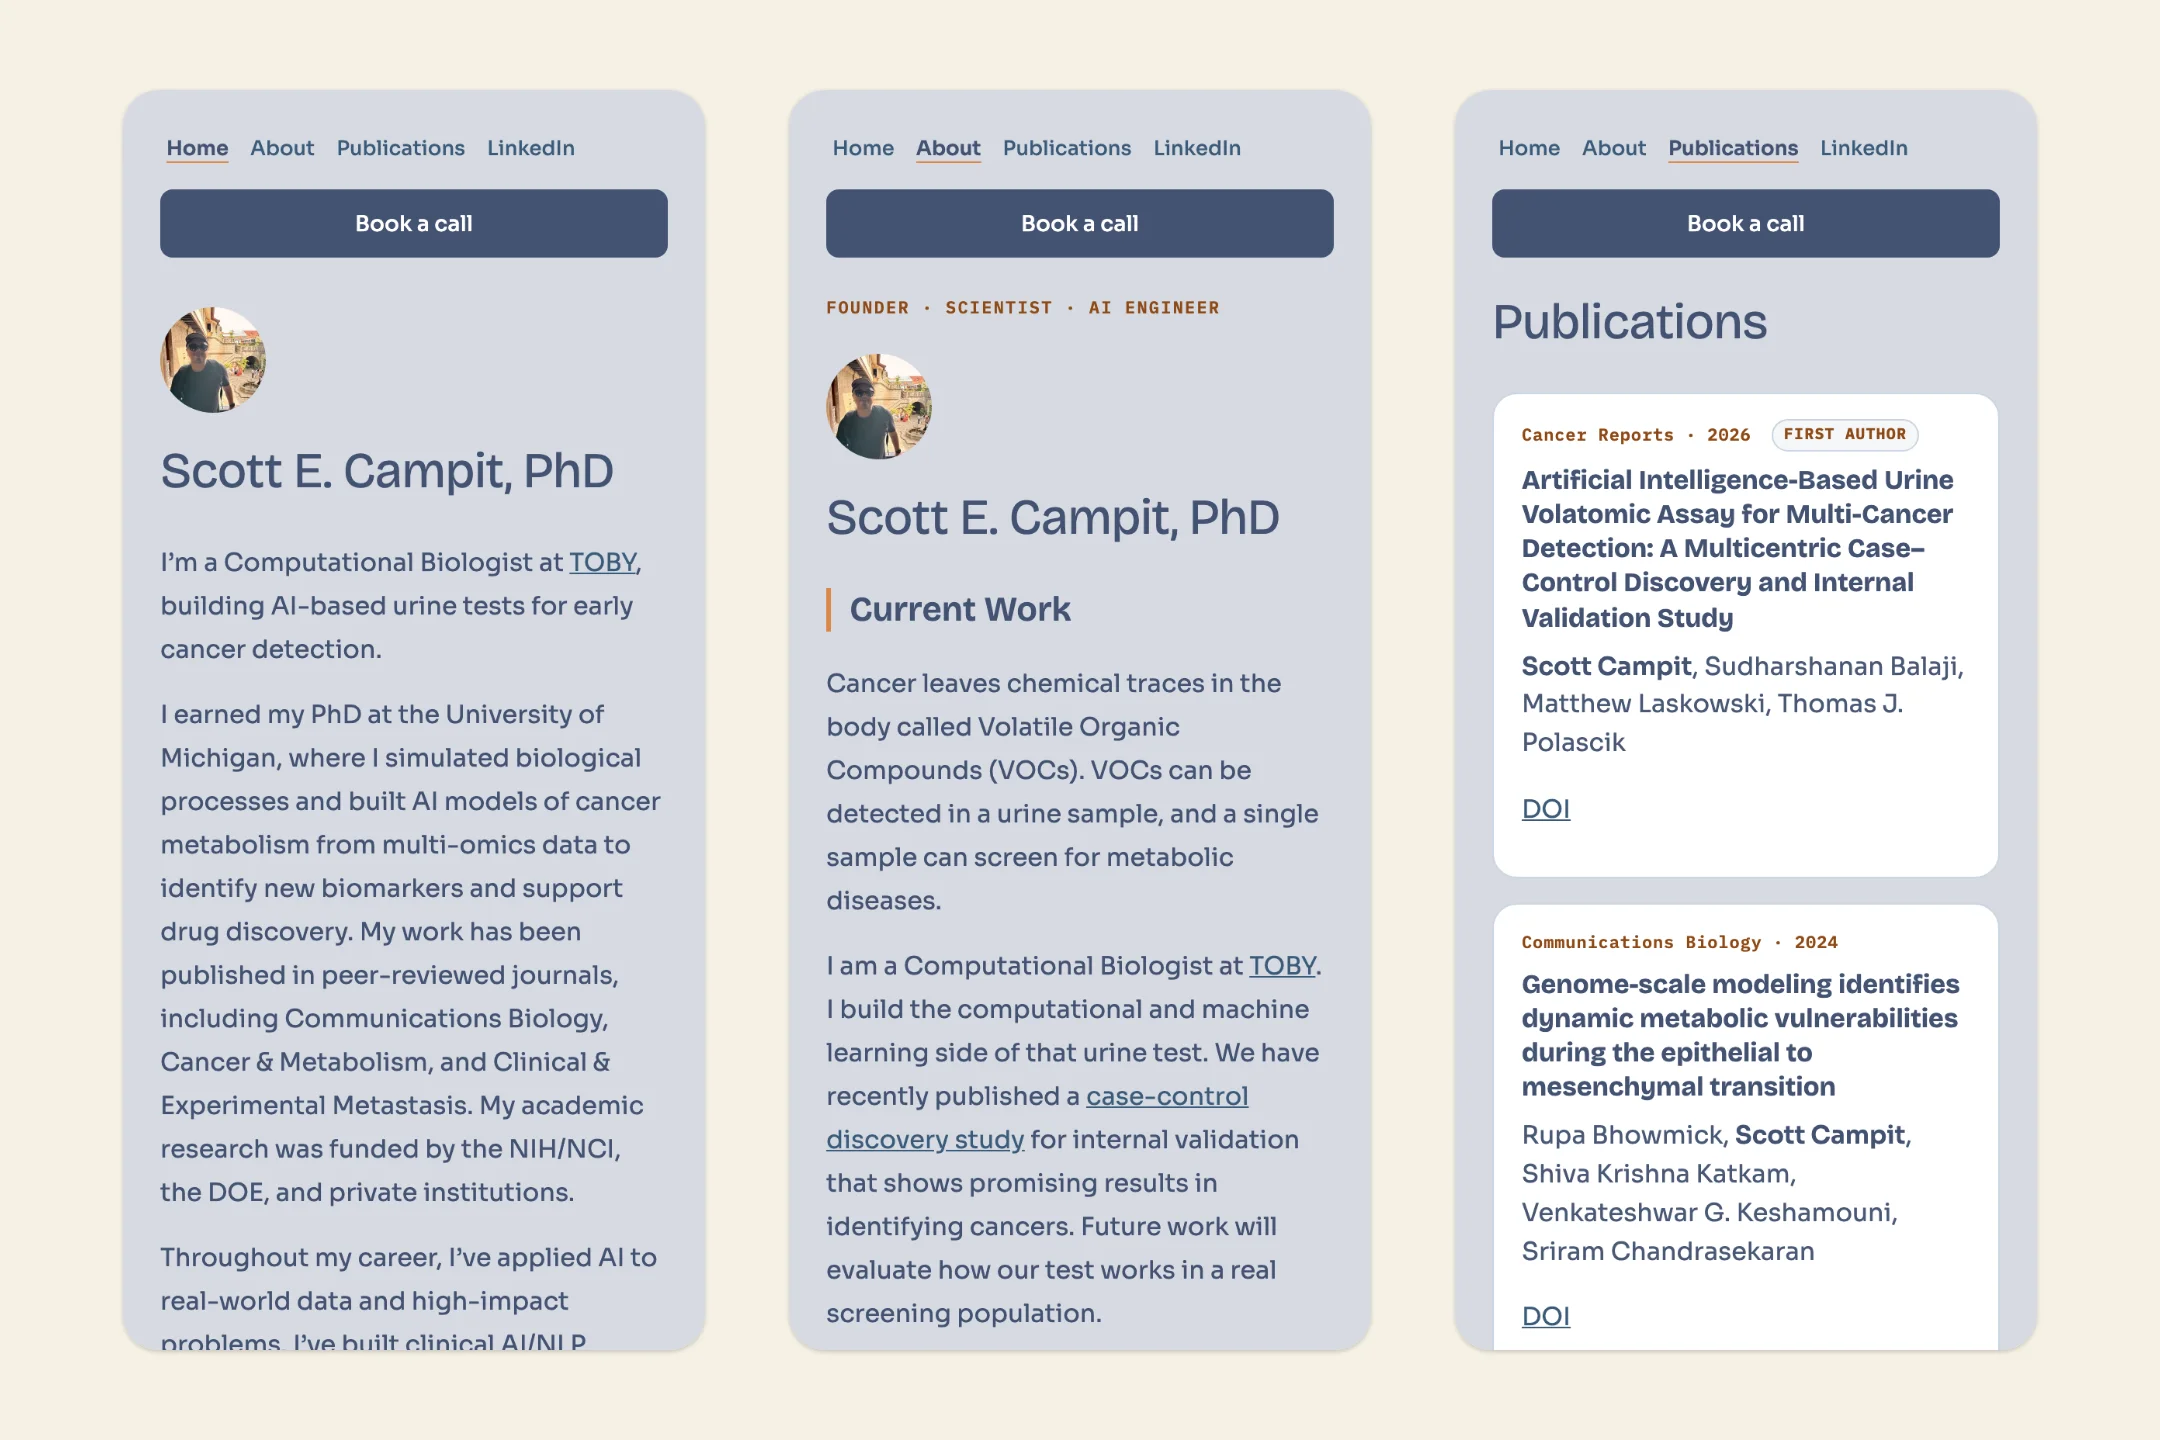 Home About Publications LinkedIn
Book a call
Scott E. Campit, PhD
I’m a Computational Biologist at TOBY,
building AI-based urine tests for early
cancer detection.
I earned my PhD at the University of
Michigan, where I simulated biological
processes and built AI models of cancer
metabolism from multi-omics data to
identify new biomarkers and support
drug discovery. My work has been
published in peer-reviewed journals,
including Communications Biology,
Cancer & Metabolism, and Clinical &
Experimental Metastasis. My academic
research was funded by the NIH/NCI,
the DOE, and private institutions.
Throughout my career, I’ve applied AI to
real-world data and high-impact
problems. I’ve built clinical AI/NLP
Home About Publications LinkedIn
Book a call
FOUNDER · SCIENTIST · AI ENGINEER
Scott E. Campit, PhD
Current Work
Cancer leaves chemical traces in the
body called Volatile Organic
Compounds (VOCs). VOCs can be
detected in a urine sample, and a single
sample can screen for metabolic
diseases.
I am a Computational Biologist at TOBY.
I build the computational and machine
learning side of that urine test. We have
recently published a case-control
discovery study for internal validation
that shows promising results in
identifying cancers. Future work will
evaluate how our test works in a real
screening population.
Home About Publications LinkedIn
Book a call
Publications
Cancer Reports · 2026 FIRST AUTHOR
Artificial Intelligence-Based Urine
Volatomic Assay for Multi-Cancer
Detection: A Multicentric Case–
Control Discovery and Internal
Validation Study
Scott Campit, Sudharshanan Balaji,
Matthew Laskowski, Thomas J.
Polascik
DOI
Communications Biology · 2024
Genome-scale modeling identifies
dynamic metabolic vulnerabilities
during the epithelial to
mesenchymal transition
Rupa Bhowmick, Scott Campit,
Shiva Krishna Katkam,
Venkateshwar G. Keshamouni,
Sriram Chandrasekaran
DOI